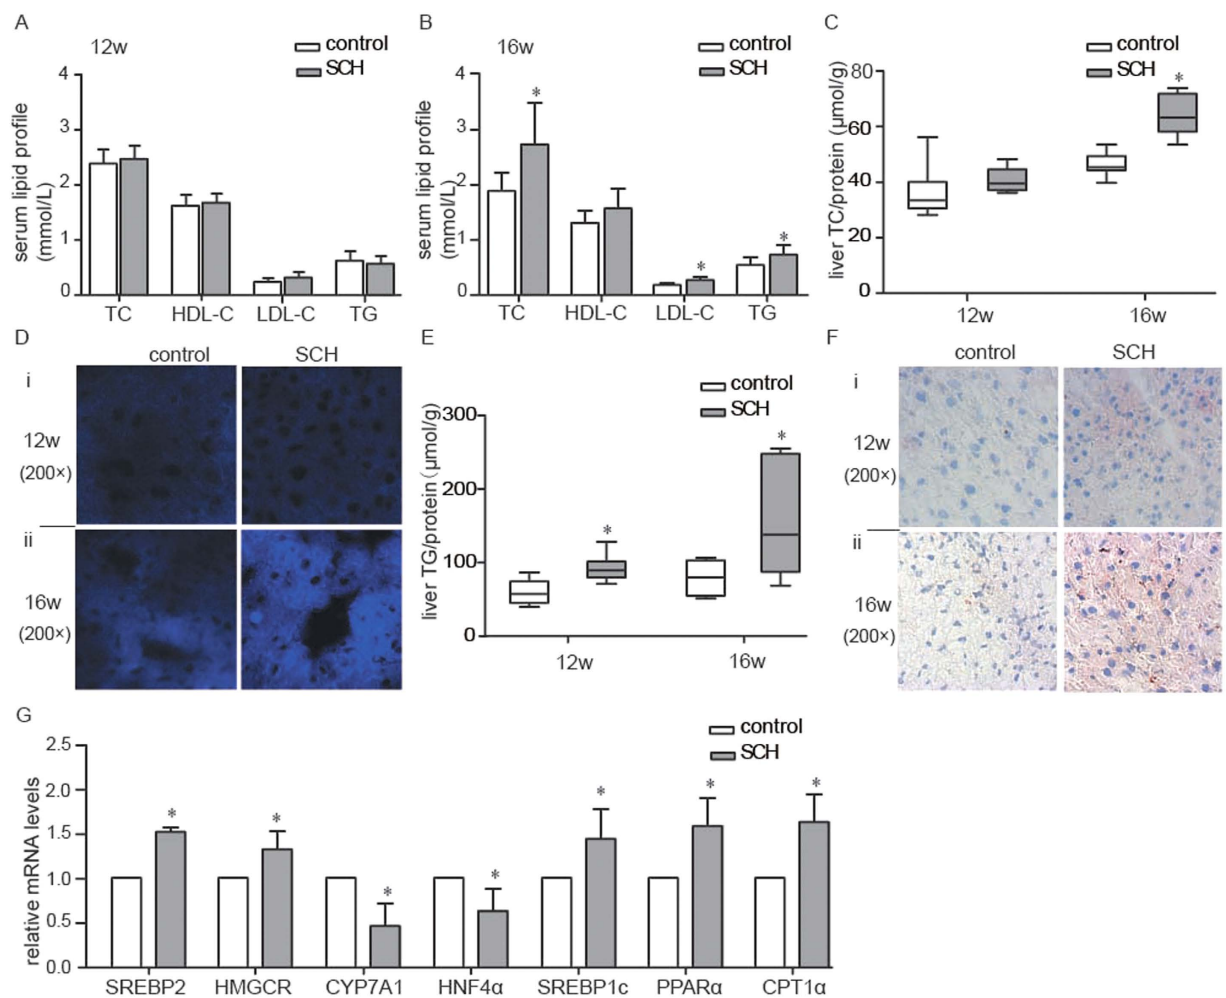 A
12w
control
SCH
serum lipid profile
(mmol/L)
4
3
2
1
0
TC HDL-C LDL-C TG
B
16w
control
SCH
serum lipid profile
(mmol/L)
4
3
2
1
0
*
*
*
TC HDL-C LDL-C TG
C
control
SCH
liver TC/protein (μmol/g)
80
60
40
20
0
*
12w 16w
D
control SCH
i
12w
(200×)
ii
16w
(200×)
E
control
SCH
liver TG/protein (μmol/g)
300
200
100
0
*
*
12w 16w
F
control SCH
i
12w
(200×)
ii
16w
(200×)
G
control
SCH
relative mRNA levels
2.5
2.0
1.5
1.0
0.5
0.0
* * * * * * *
SREBP2 HMGCR CYP7A1 HNF4α SREBP1c PPARα CPT1α